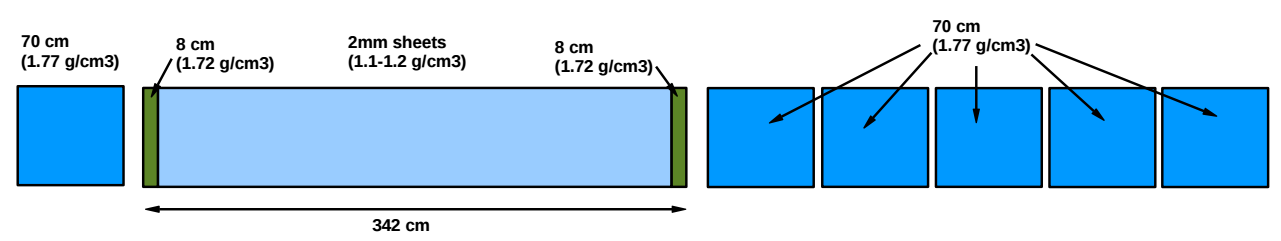 70 cm
(1.77 g/cm3)
8 cm
(1.72 g/cm3)
2mm sheets
(1.1-1.2 g/cm3)
8 cm
(1.72 g/cm3)
70 cm
(1.77 g/cm3)
342 cm